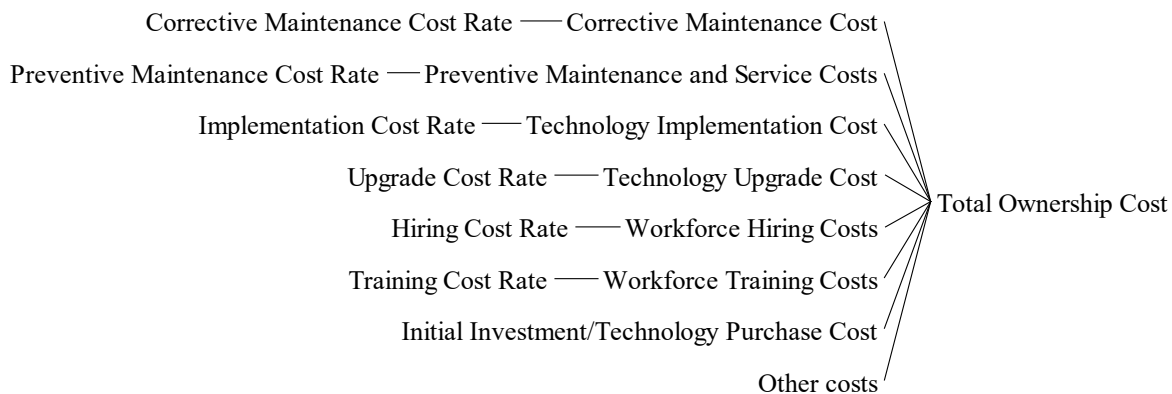 Corrective Maintenance Cost Rate Corrective Maintenance Cost
Preventive Maintenance Cost Rate Preventive Maintenance and Service Costs
Implementation Cost Rate Technology Implementation Cost
Upgrade Cost Rate Technology Upgrade Cost
Total Ownership Cost
Hiring Cost Rate Workforce Hiring Costs
Training Cost Rate Workforce Training Costs
Initial Investment/Technology Purchase Cost
Other costs